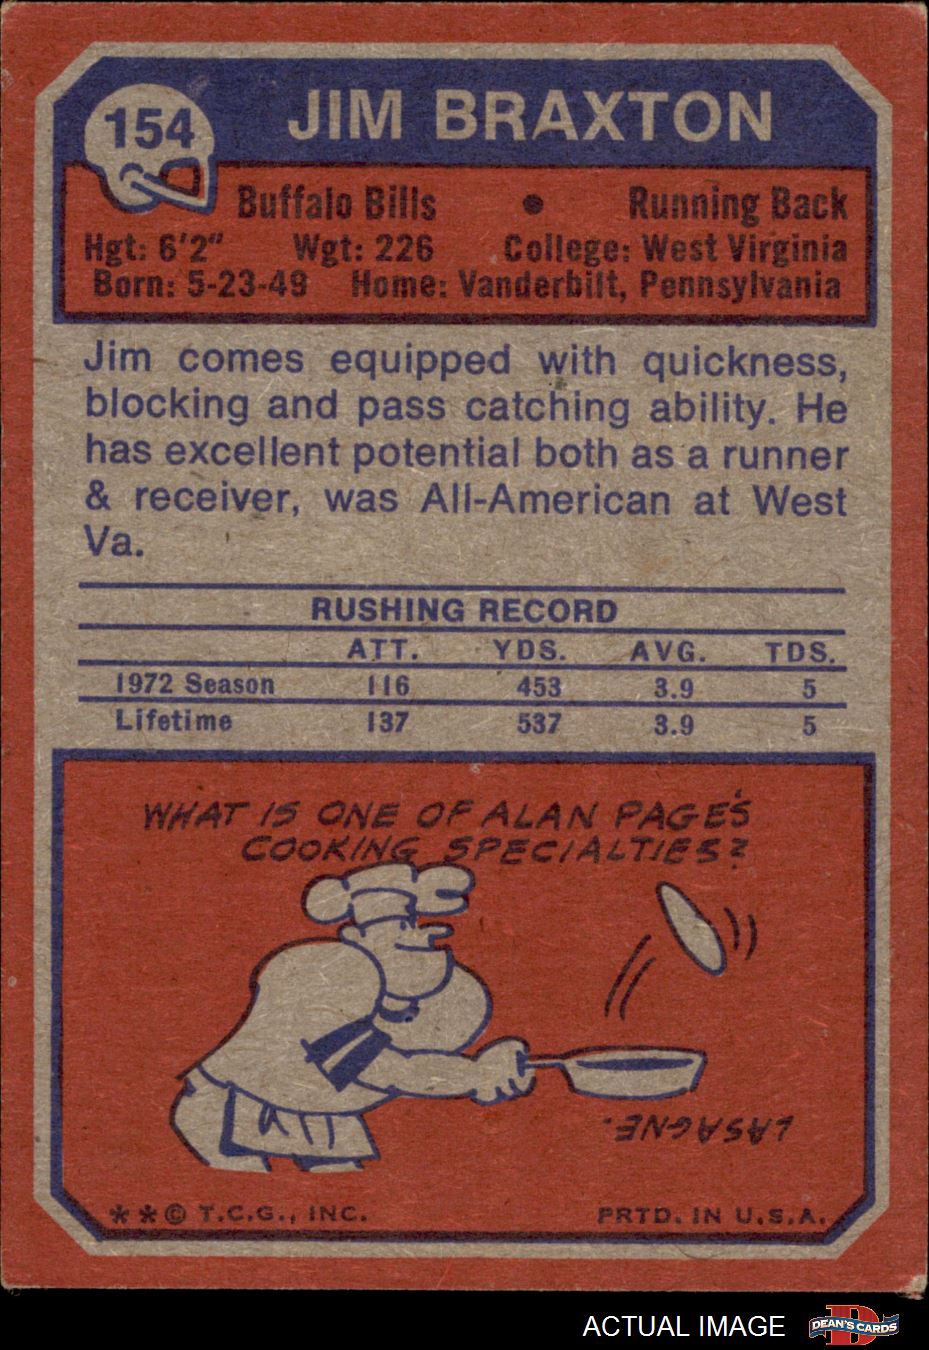 154
JIM BRAXTON
Buffalo Bills • Running Back
Hgt: 6'2" Wgt: 226 College: West Virginia
Born: 5-23-49 Home: Vanderbilt, Pennsylvania
Jim comes equipped with quickness,
blocking and pass catching ability. He
has excellent potential both as a runner
& receiver, was All-American at West
Va.
RUSHING RECORD
ATT. YDS. AVG. TDS.
1972 Season 116 453 3.9 5
Lifetime 137 537 3.9 5
WHAT IS ONE OF ALAN PAGE'S
COOKING SPECIALTIES?
LASAGNE.
**© T.C.G., INC. PRTD. IN U.S.A.
ACTUAL IMAGE DEAN'S CARDS